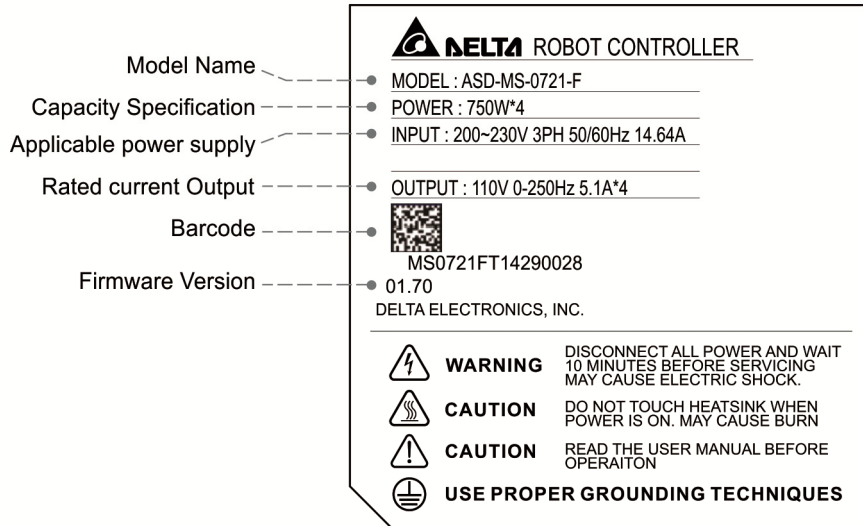 DELTA ROBOT CONTROLLER
Model Name
MODEL : ASD-MS-0721-F
Capacity Specification
POWER : 750W*4
Applicable power supply
INPUT : 200~230V 3PH 50/60Hz 14.64A
Rated current Output
OUTPUT : 110V 0-250Hz 5.1A*4
Barcode
MS0721FT14290028
Firmware Version
01.70
DELTA ELECTRONICS, INC.
WARNING
DISCONNECT ALL POWER AND WAIT
10 MINUTES BEFORE SERVICING
MAY CAUSE ELECTRIC SHOCK.
CAUTION
DO NOT TOUCH HEATSINK WHEN
POWER IS ON. MAY CAUSE BURN
CAUTION
READ THE USER MANUAL BEFORE
OPERAITON
USE PROPER GROUNDING TECHNIQUES